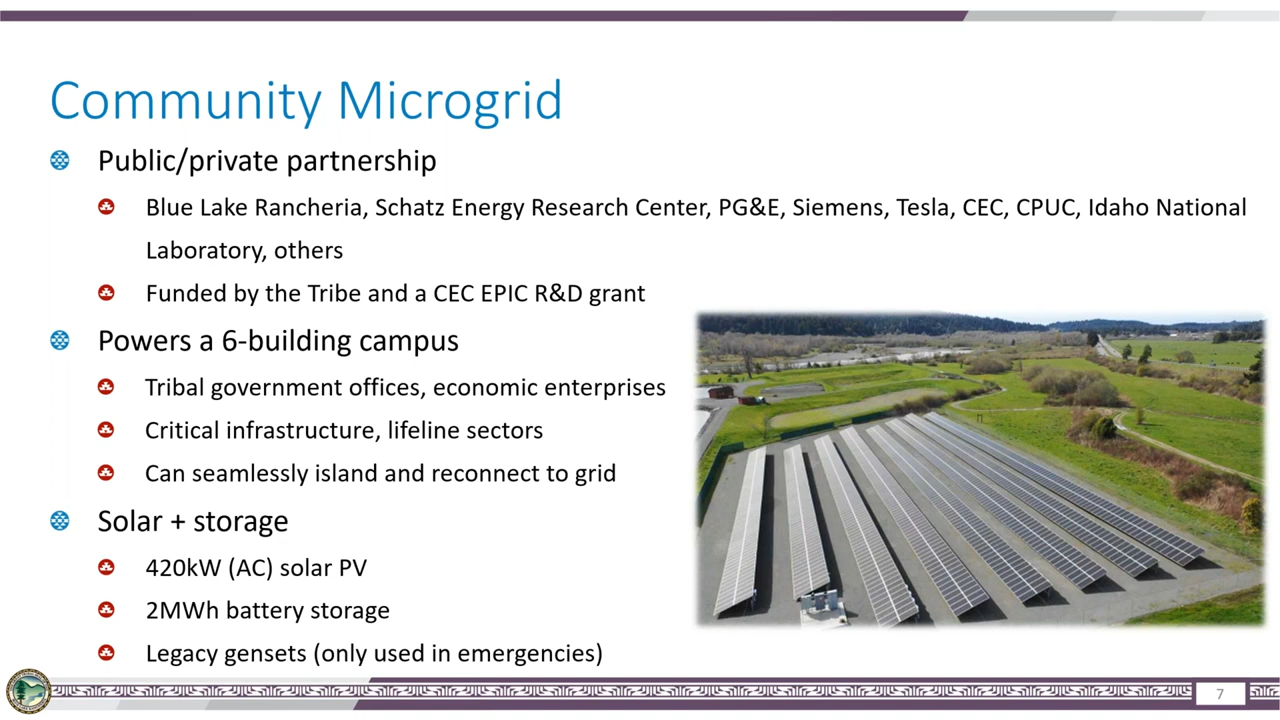 Community Microgrid
Public/private partnership
Blue Lake Rancheria, Schatz Energy Research Center, PG&E, Siemens, Tesla, CEC, CPUC, Idaho National
Laboratory, others
Funded by the Tribe and a CEC EPIC R&D grant
Powers a 6-building campus
Tribal government offices, economic enterprises
Critical infrastructure, lifeline sectors
Can seamlessly island and reconnect to grid
Solar + storage
420kW (AC) solar PV
2MWh battery storage
Legacy gensets (only used in emergencies)
7